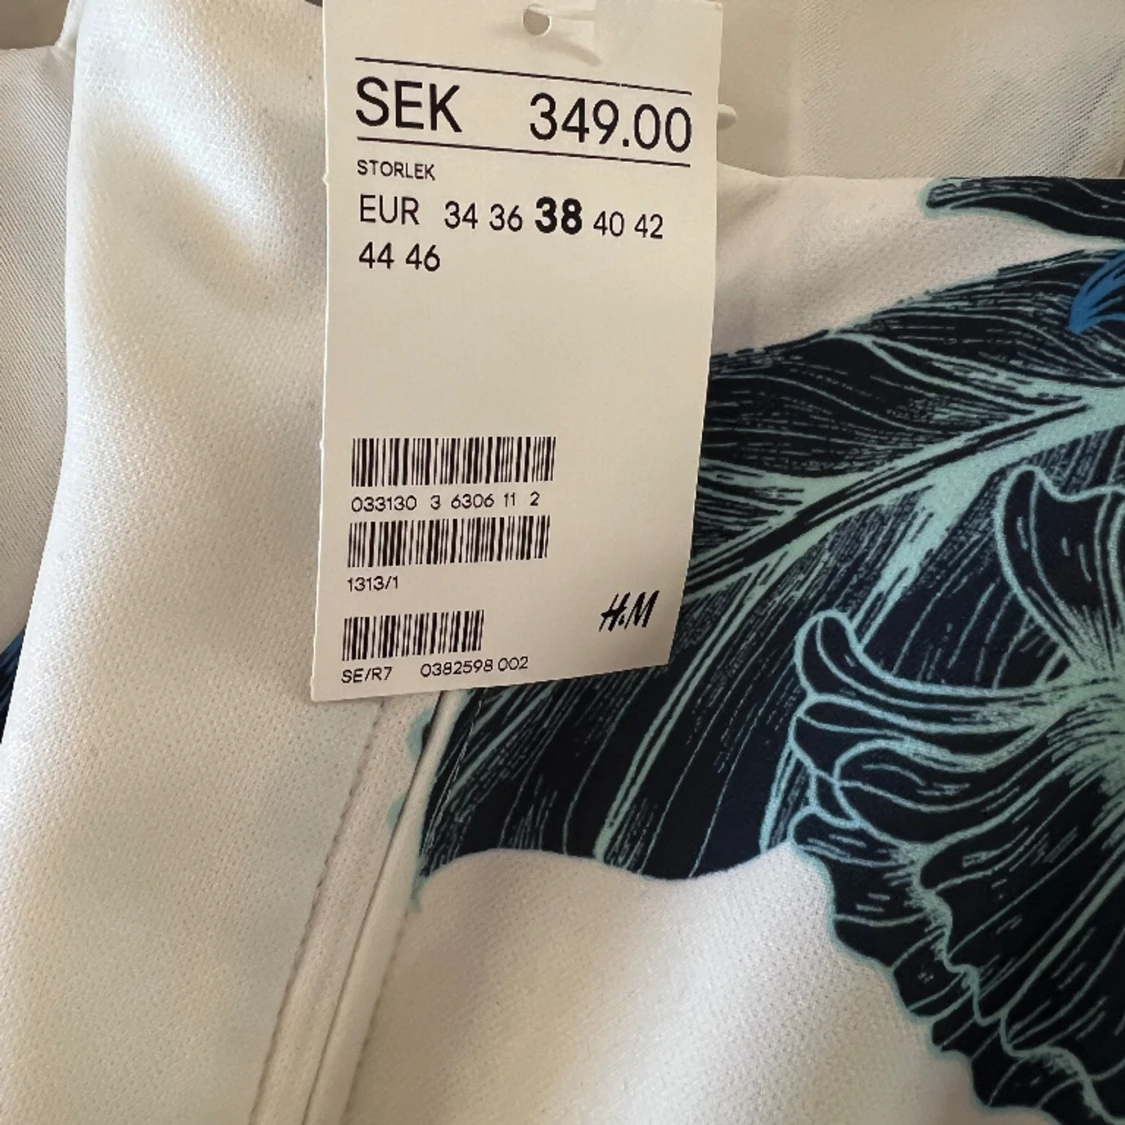 SEK 349.00
STORLEK
EUR 34 36 38 40 42
44 46
033130 3 6306 11 2
1313/1
H&M
SE/R7 0382598 002